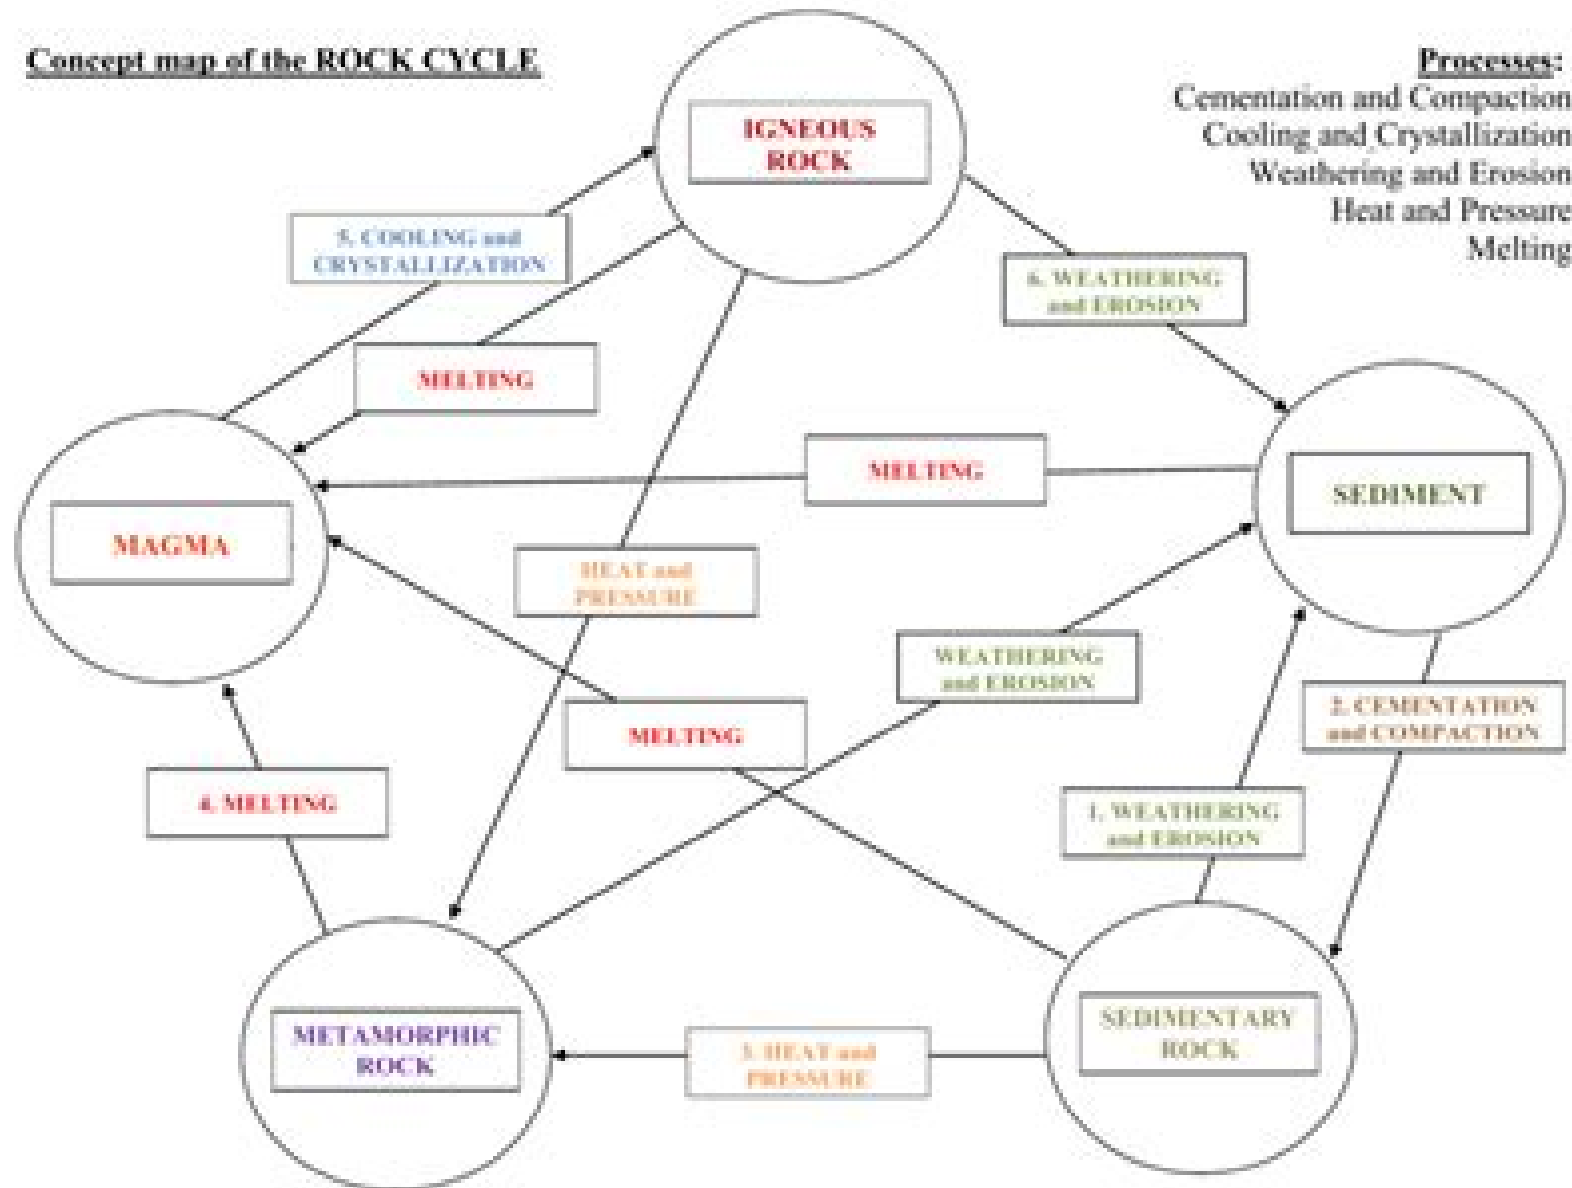 Concept map of the ROCK CYCLE
Processes:
Cementation and Compaction
Cooling and Crystallization
Weathering and Erosion
Heat and Pressure
Melting
IGNEOUS
ROCK
5. COOLING and
CRYSTALLIZATION
6. WEATHERING
and EROSION
MELTING
MELTING
SEDIMENT
MAGMA
HEAT and
PRESSURE
WEATHERING
and EROSION
2. CEMENTATION
and COMPACTION
MELTING
4. MELTING
1. WEATHERING
and EROSION
METAMORPHIC
ROCK
3. HEAT and
PRESSURE
SEDIMENTARY
ROCK